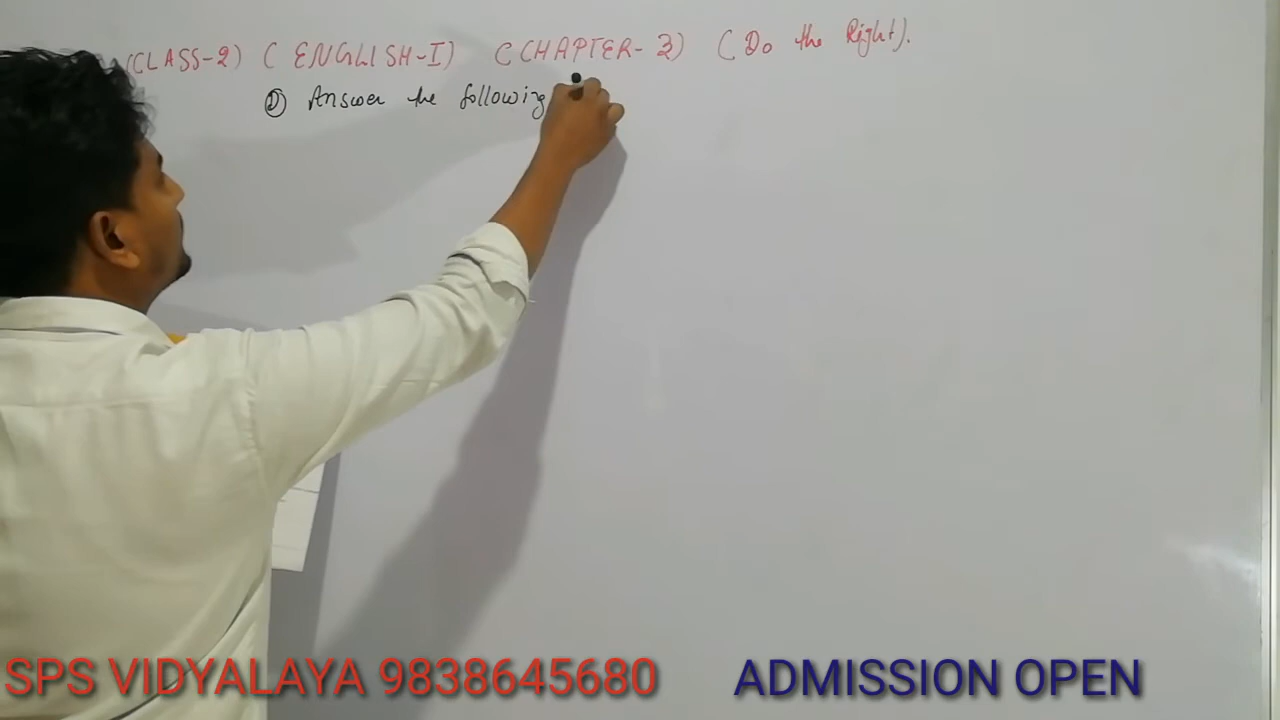 (CLASS-2) ( ENGLISH-I) (CHAPTER-3) (Do the Right).
① Answer the following
SPS VIDYALAYA 9838645680 ADMISSION OPEN